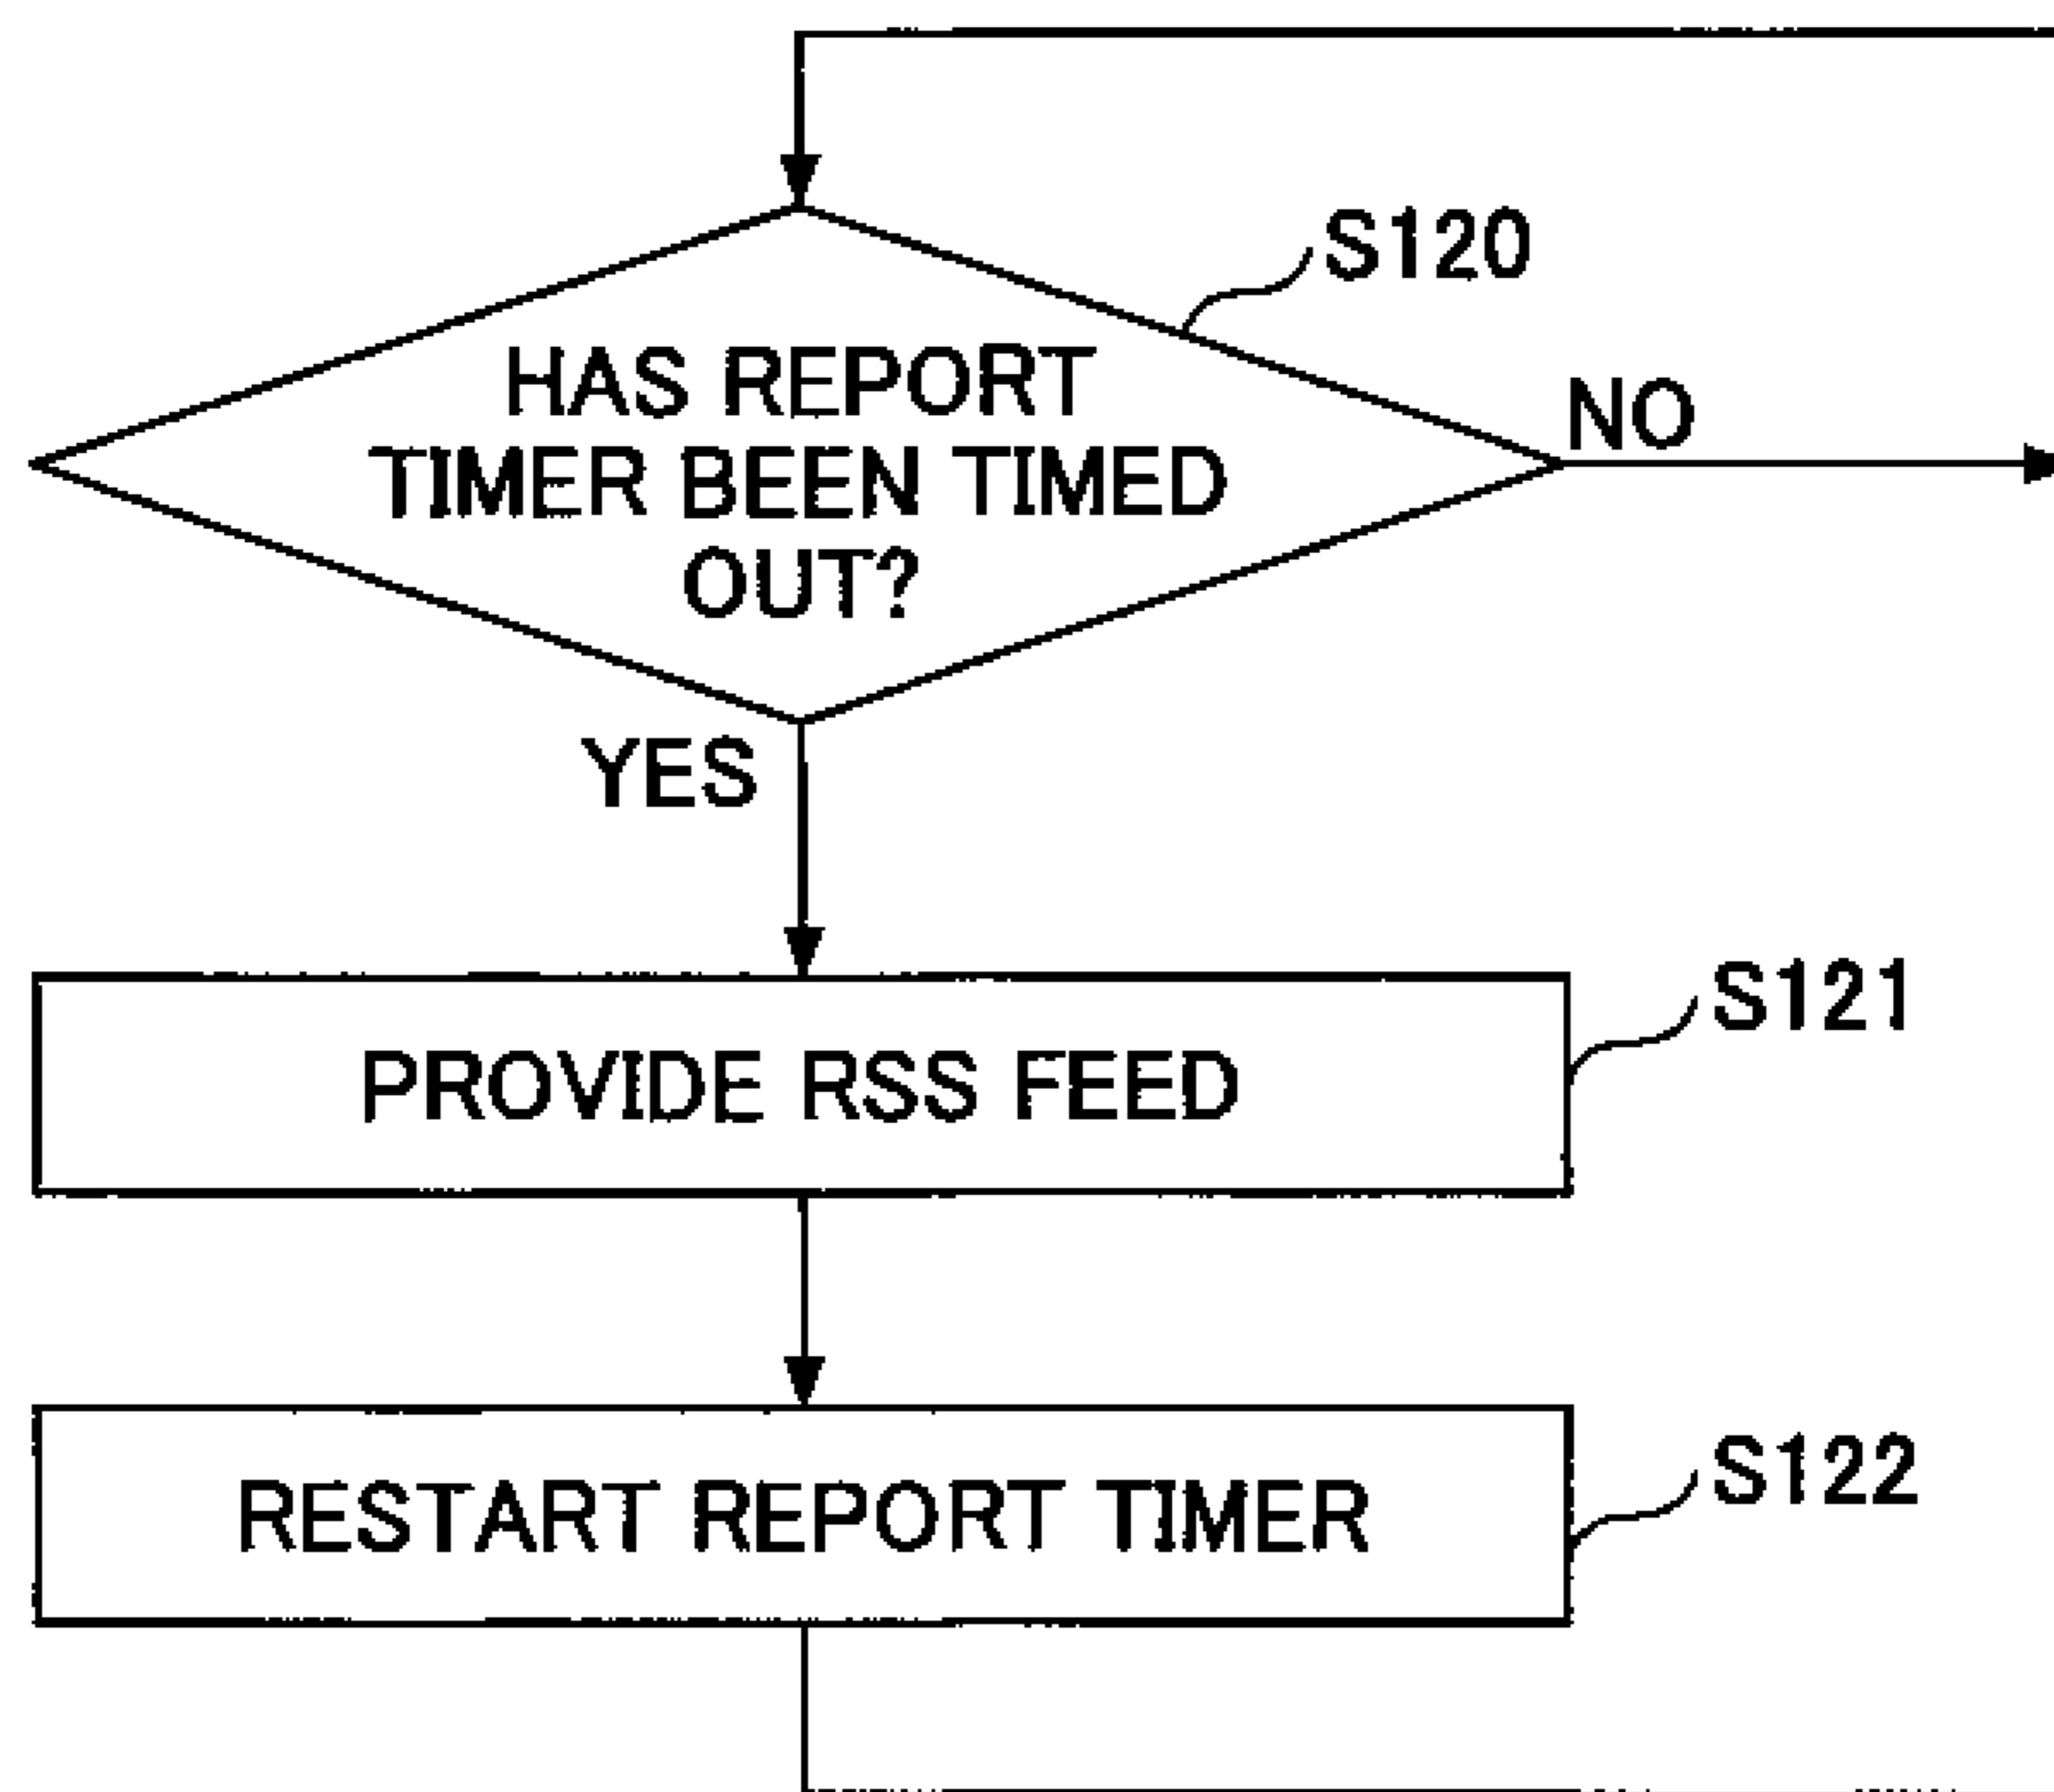 S120
HAS REPORT
TIMER BEEN TIMED
OUT?
NO
YES
S121
PROVIDE RSS FEED
S122
RESTART REPORT TIMER